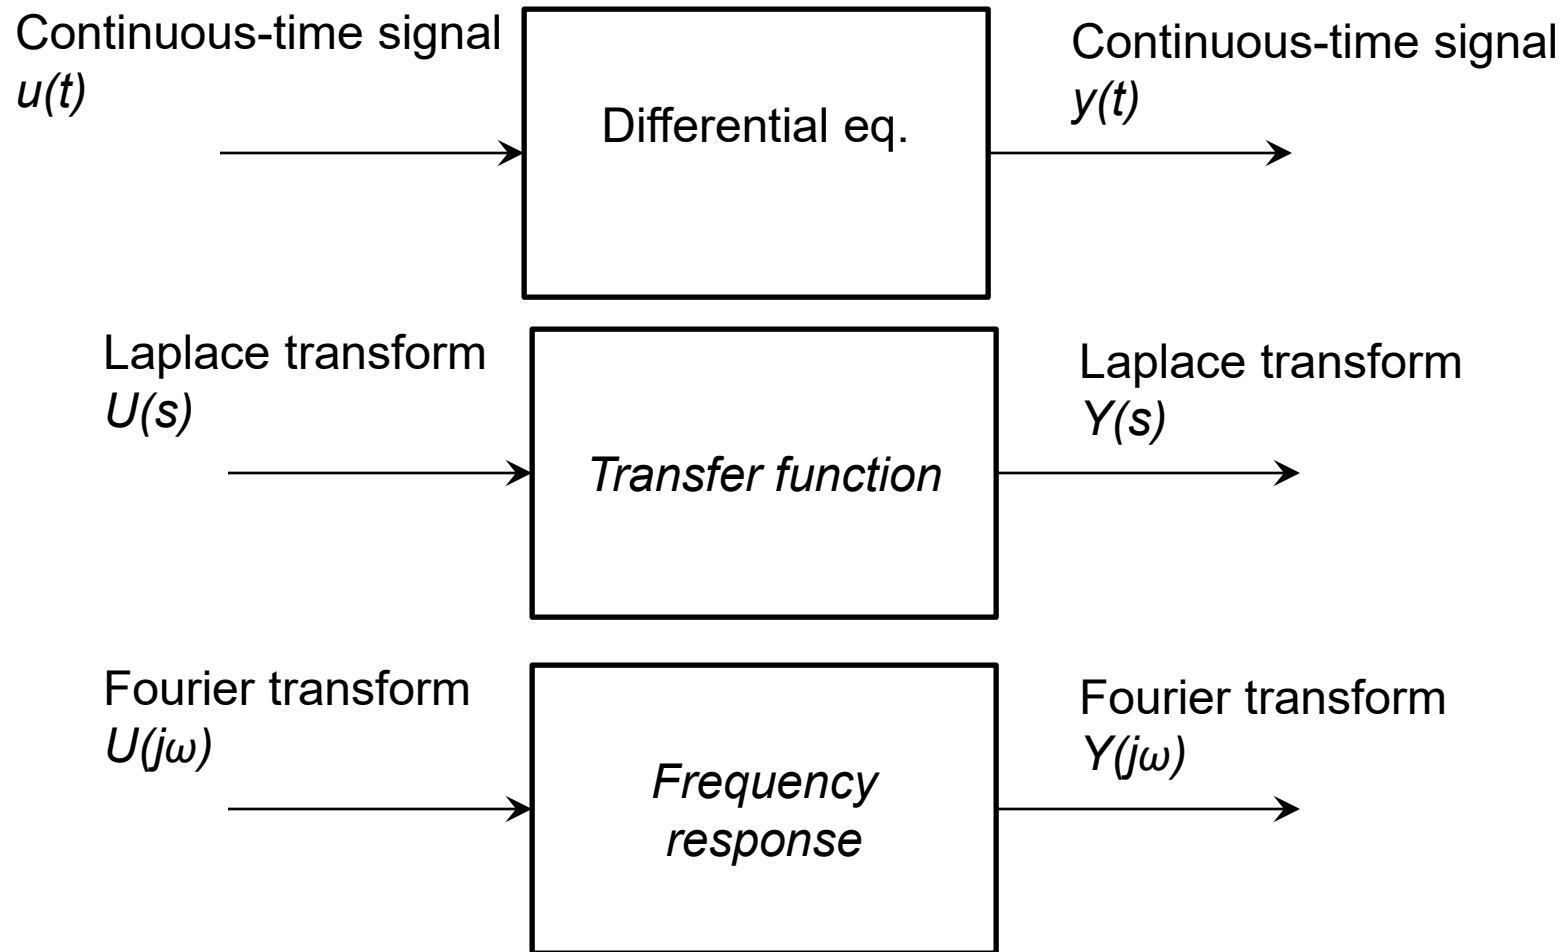 Continuous-time signal
u(t)
Differential eq.
Continuous-time signal
y(t)
Laplace transform
U(s)
Transfer function
Laplace transform
Y(s)
Fourier transform
U(jω)
Frequency
response
Fourier transform
Y(jω)